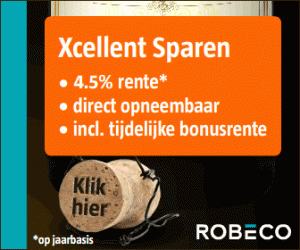 Xcellent Sparen
• 4.5% rente*
• direct opneembaar
• incl. tijdelijke bonusrente
Klik
hier
*op jaarbasis
ROBECO